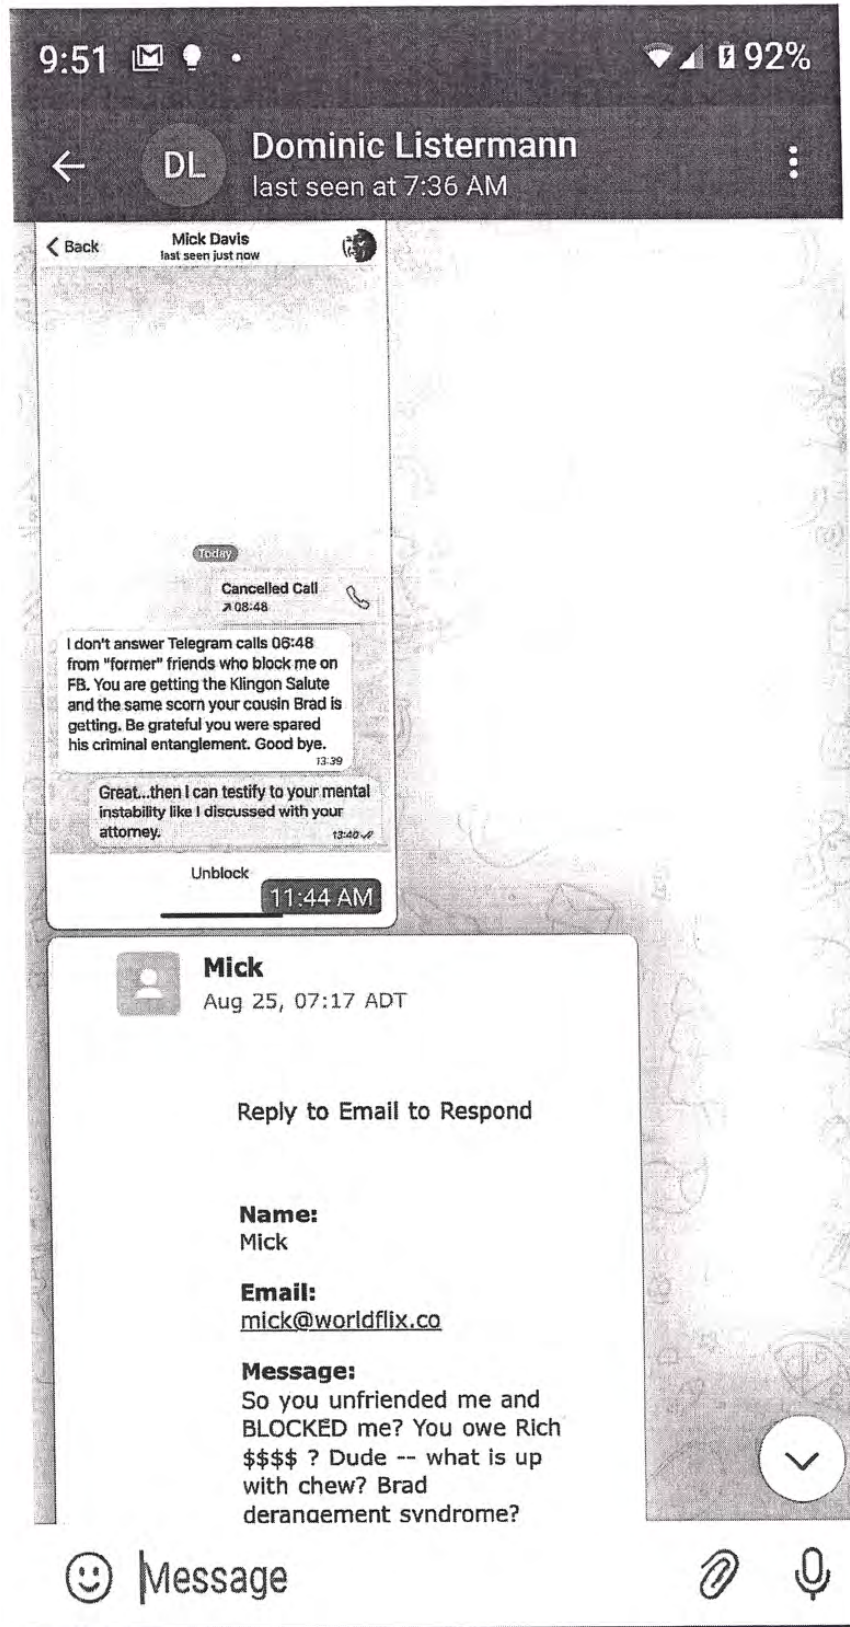 9:51
92%
DL
Dominic Listermann
last seen at 7:36 AM
Back
Mick Davis
last seen just now
Today
Cancelled Call
08:48
I don't answer Telegram calls 06:48
from "former" friends who block me on
FB. You are getting the Klingon Salute
and the same scorn your cousin Brad is
getting. Be grateful you were spared
his criminal entanglement. Good bye.
13:39
Great...then I can testify to your mental
instability like I discussed with your
attorney.
13:40
Unblock
11:44 AM
Mick
Aug 25, 07:17 ADT
Reply to Email to Respond
Name:
Mick
Email:
mick@worldflix.co
Message:
So you unfriended me and
BLOCKED me? You owe Rich
$$$$ ? Dude -- what is up
with chew? Brad
derangement syndrome?
Message